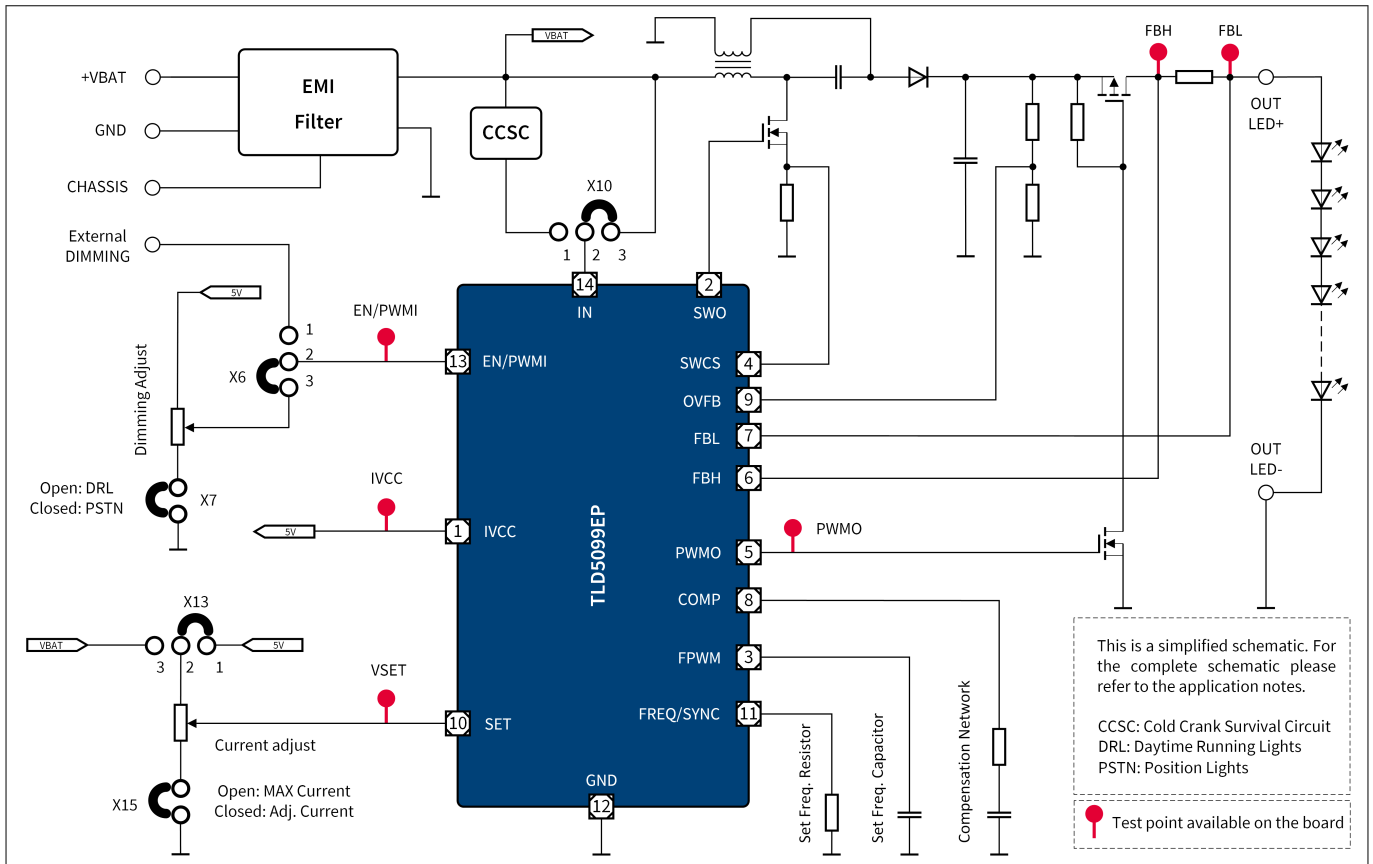 VBAT
FBH
FBL
+VBAT
EMI
Filter
OUT
LED+
GND
CCSC
CHASSIS
X10
External
DIMMING
1 2 3
14
2
5V
IN
SWO
EN/PWMI
1
2
3
X6
13
EN/PWMI
SWCS
4
Dimming Adjust
OVFB
9
FBL
7
OUT
LED-
FBH
6
Open: DRL
Closed: PSTN
X7
IVCC
5V
1
IVCC
TLD5099EP
PWMO
5
PWMO
COMP
8
X13
VBAT
5V
3 2 1
FPWM
3
VSET
10
SET
FREQ/SYNC
11
Current adjust
Set Freq. Resistor
Set Freq. Capacitor
Compensation Network
GND
12
X15
Open: MAX Current
Closed: Adj. Current
This is a simplified schematic. For
the complete schematic please
refer to the application notes.
CCSC: Cold Crank Survival Circuit
DRL: Daytime Running Lights
PSTN: Position Lights
Test point available on the board